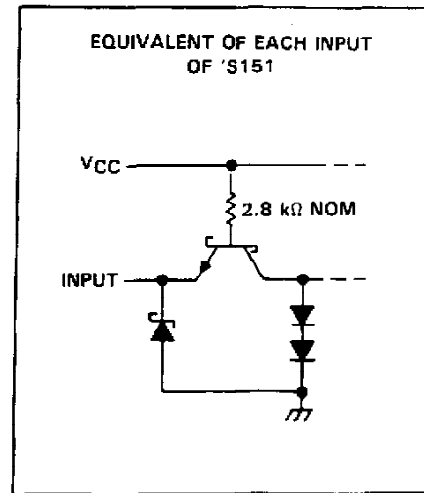 EQUIVALENT OF EACH INPUT
OF 'S151
VCC
2.8 kΩ NOM
INPUT